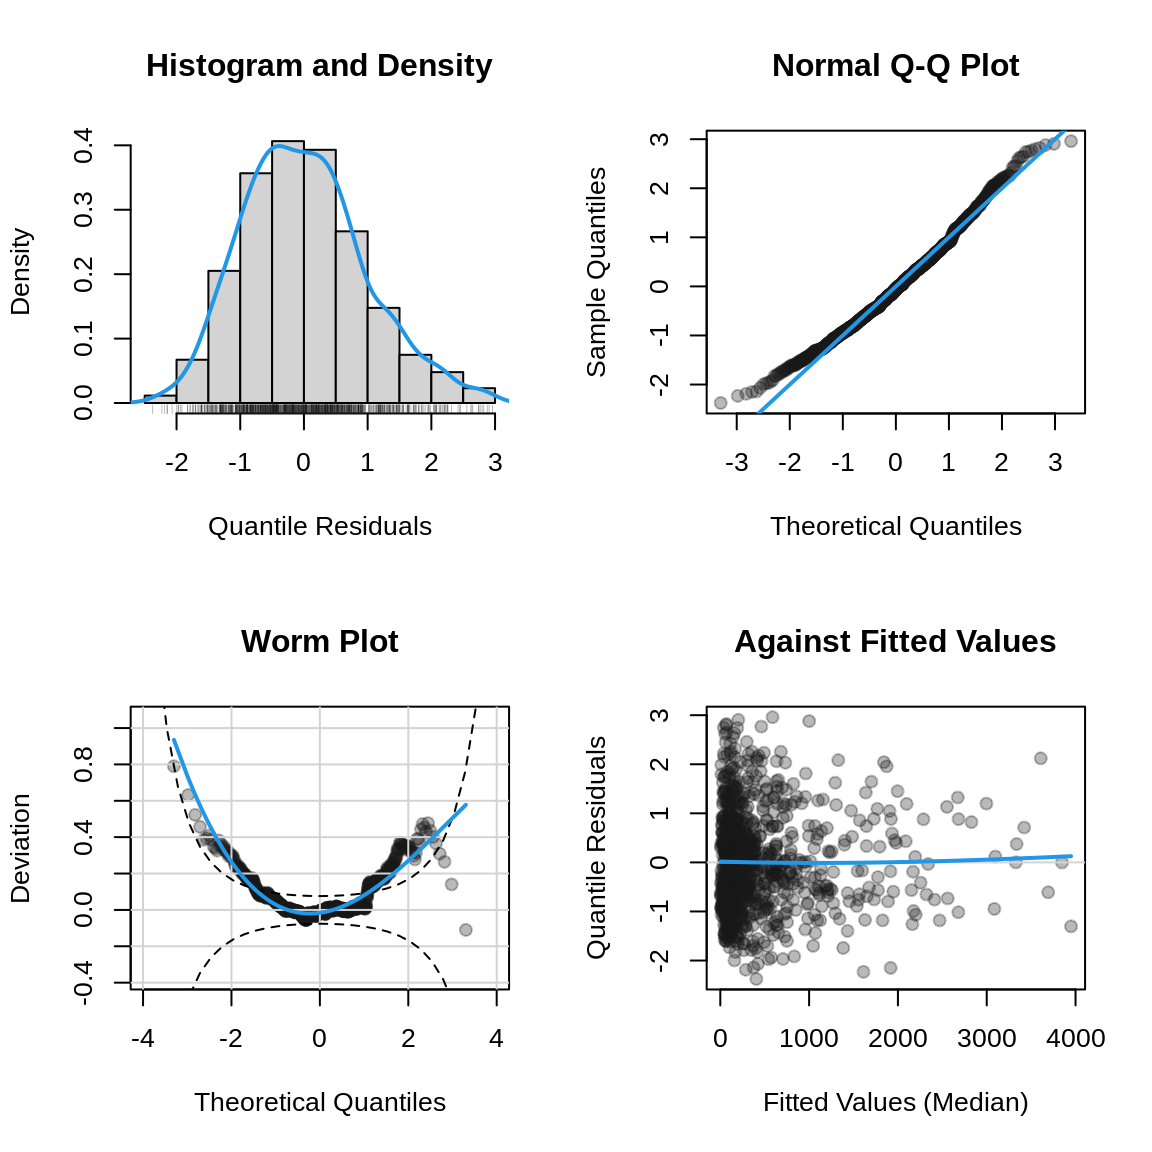 Histogram and Density
Density
0.0 0.1 0.2 0.3 0.4
-2 -1 0 1 2 3
Quantile Residuals
Normal Q-Q Plot
Sample Quantiles
-2 -1 0 1 2 3
-3 -2 -1 0 1 2 3
Theoretical Quantiles
Worm Plot
Deviation
-0.4 0.0 0.4 0.8
-4 -2 0 2 4
Theoretical Quantiles
Against Fitted Values
Quantile Residuals
-2 -1 0 1 2 3
0 1000 2000 3000 4000
Fitted Values (Median)